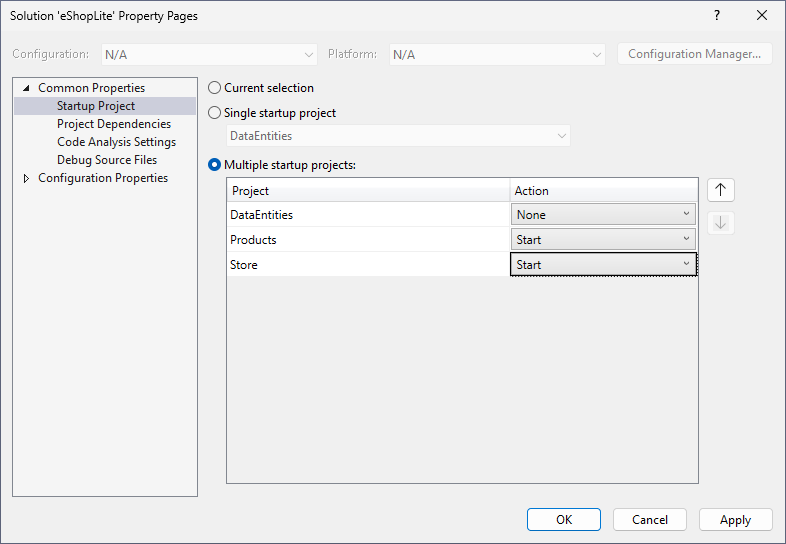 Solution 'eShopLite' Property Pages
Configuration: N/A Platform: N/A Configuration Manager...
Common Properties
Startup Project
Project Dependencies
Code Analysis Settings
Debug Source Files
Configuration Properties
Current selection
Single startup project
DataEntities
Multiple startup projects:
Project Action
DataEntities None
Products Start
Store Start
OK Cancel Apply